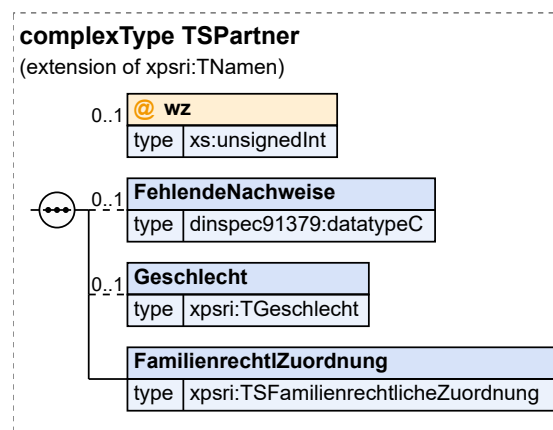 complexType TSPartner
(extension of xpsri:TNamen)
0..1 @ wz
type xs:unsignedInt
0..1 FehlendeNachweise
type dinspec91379:datatypeC
0..1 Geschlecht
type xpsri:TGeschlecht
FamilienrechtlZuordnung
type xpsri:TSFamilienrechtlicheZuordnung